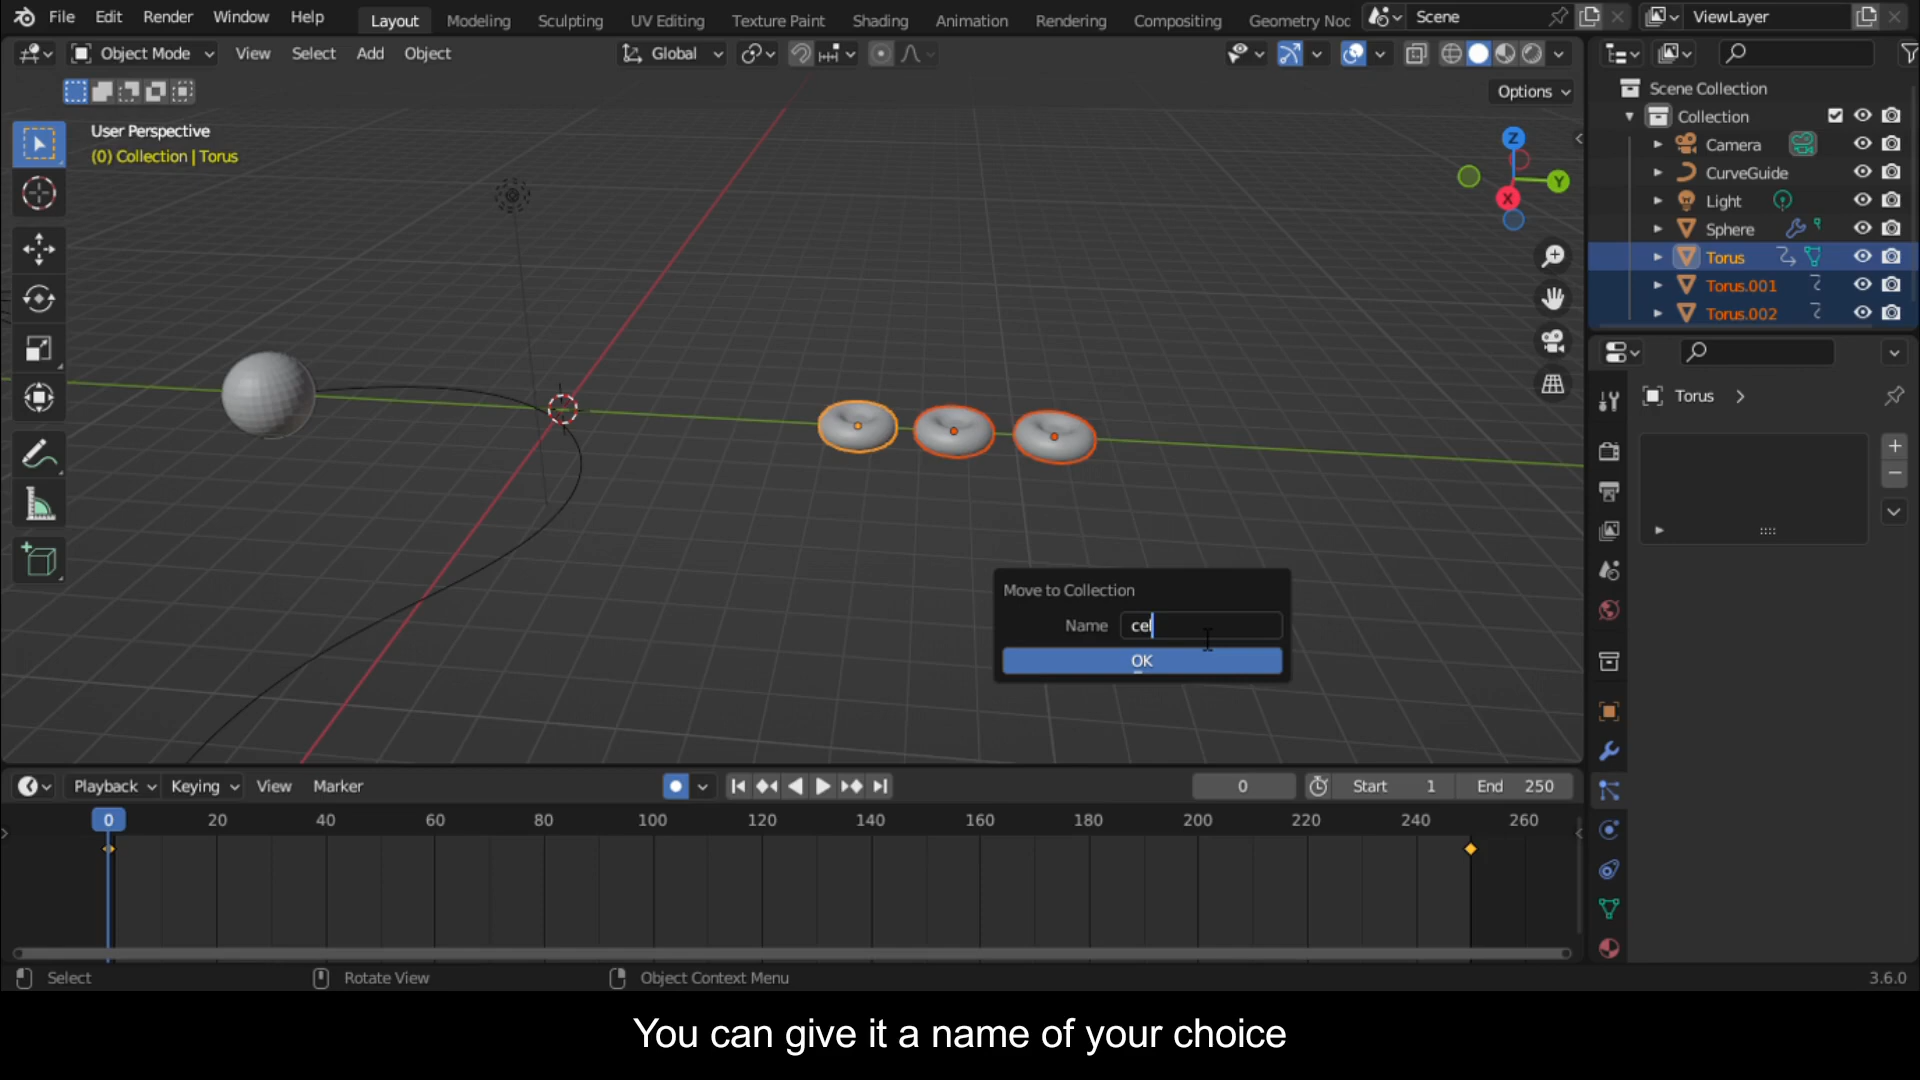 File Edit Render Window Help Layout Modeling Sculpting UV Editing Texture Paint Shading Animation Rendering Compositing Geometry Noc Scene ViewLayer
Object Mode View Select Add Object Global
Options
User Perspective
(0) Collection | Torus
Z
Y
X
Scene Collection
Collection
Camera
CurveGuide
Light
Sphere
Torus
Torus.001
Torus.002
Torus
Move to Collection
Name cel
OK
Playback Keying View Marker 0 Start 1 End 250
0 20 40 60 80 100 120 140 160 180 200 220 240 260
Select Rotate View Object Context Menu 3.6.0
You can give it a name of your choice